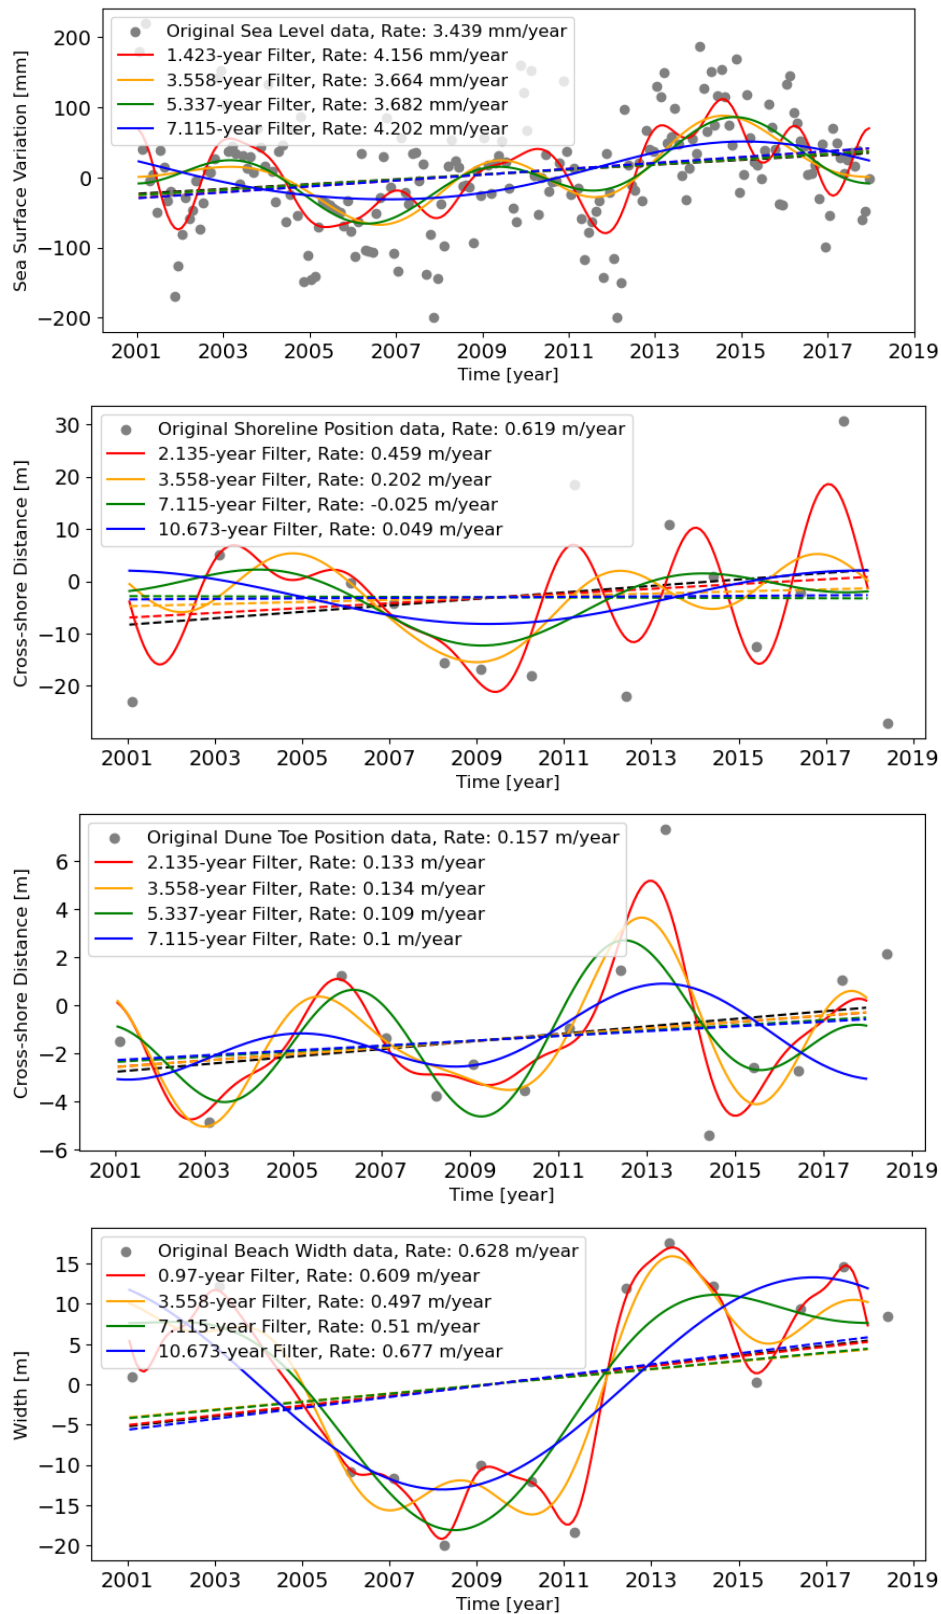 Original Sea Level data, Rate: 3.439 mm/year
1.423-year Filter, Rate: 4.156 mm/year
3.558-year Filter, Rate: 3.664 mm/year
5.337-year Filter, Rate: 3.682 mm/year
7.115-year Filter, Rate: 4.202 mm/year
Sea Surface Variation [mm]
200
100
0
−100
−200
2001 2003 2005 2007 2009 2011 2013 2015 2017 2019
Time [year]
Original Shoreline Position data, Rate: 0.619 m/year
2.135-year Filter, Rate: 0.459 m/year
3.558-year Filter, Rate: 0.202 m/year
7.115-year Filter, Rate: -0.025 m/year
10.673-year Filter, Rate: 0.049 m/year
Cross-shore Distance [m]
30
20
10
0
−10
−20
2001 2003 2005 2007 2009 2011 2013 2015 2017 2019
Time [year]
Original Dune Toe Position data, Rate: 0.157 m/year
2.135-year Filter, Rate: 0.133 m/year
3.558-year Filter, Rate: 0.134 m/year
5.337-year Filter, Rate: 0.109 m/year
7.115-year Filter, Rate: 0.1 m/year
Cross-shore Distance [m]
6
4
2
0
−2
−4
−6
2001 2003 2005 2007 2009 2011 2013 2015 2017 2019
Time [year]
Original Beach Width data, Rate: 0.628 m/year
0.97-year Filter, Rate: 0.609 m/year
3.558-year Filter, Rate: 0.497 m/year
7.115-year Filter, Rate: 0.51 m/year
10.673-year Filter, Rate: 0.677 m/year
Width [m]
15
10
5
0
−5
−10
−15
−20
2001 2003 2005 2007 2009 2011 2013 2015 2017 2019
Time [year]